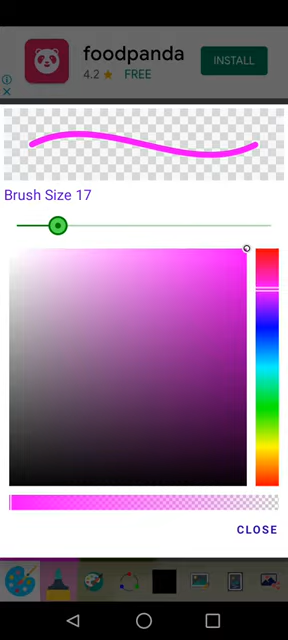 foodpanda
4.2 FREE
INSTALL
Brush Size 17
CLOSE